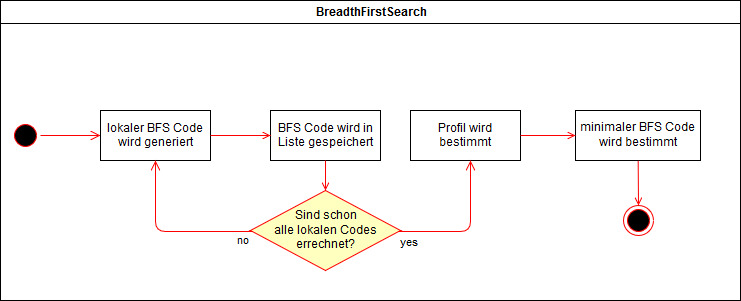 BreadthFirstSearch
lokaler BFS Code
wird generiert
BFS Code wird in
Liste gespeichert
Profil wird
bestimmt
minimaler BFS Code
wird bestimmt
Sind schon
alle lokalen Codes
errechnet?
no
yes